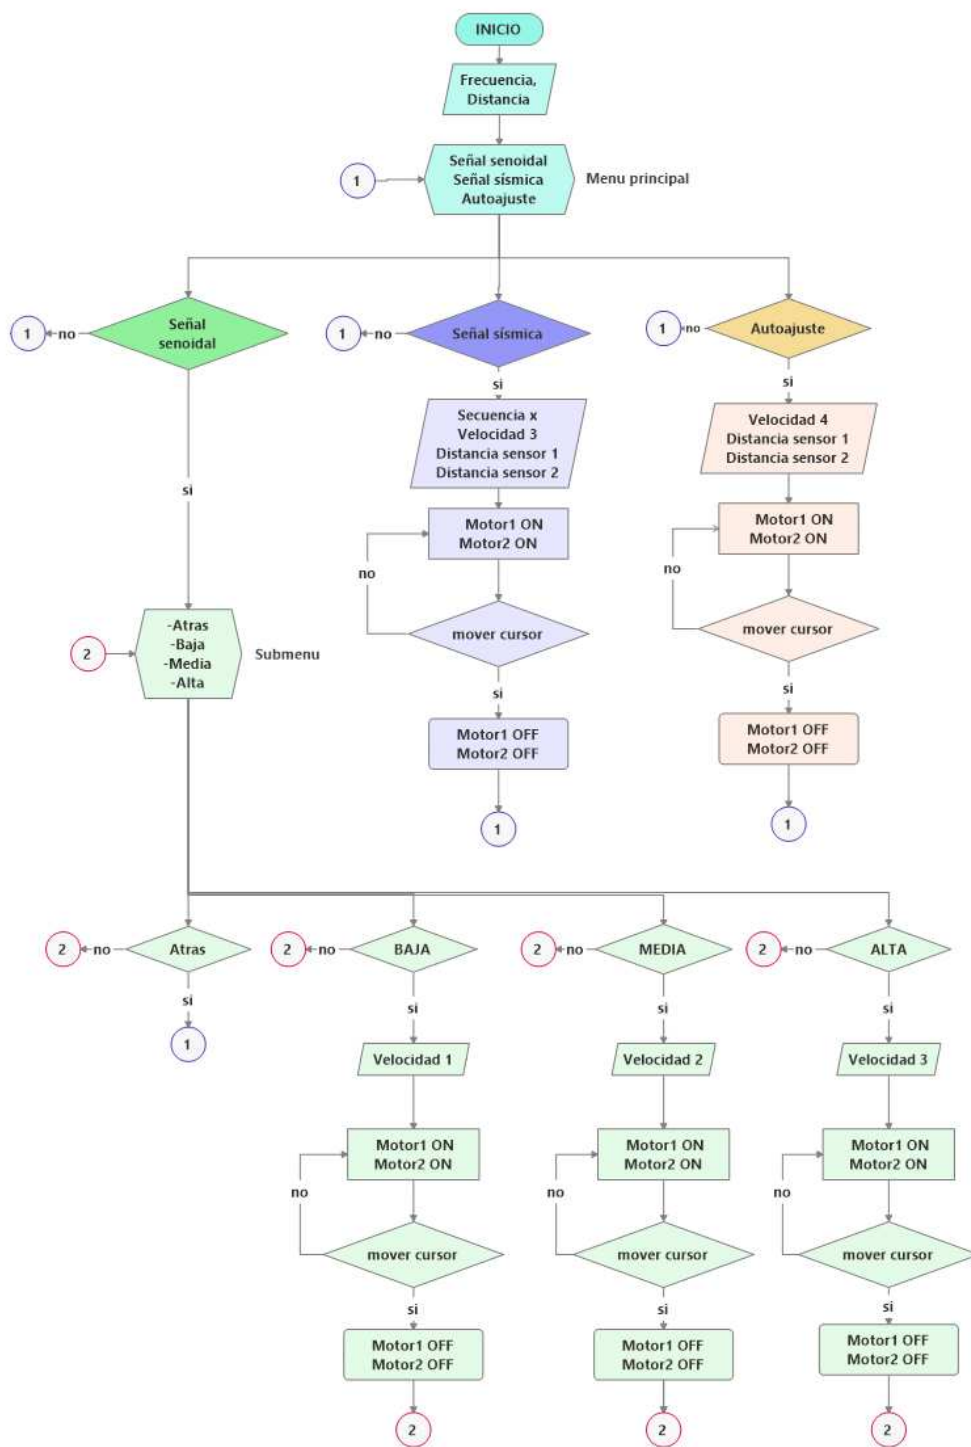 INICIO
Frecuencia,
Distancia
1
Señal senoidal
Señal sísmica
Autoajuste
Menu principal
1
no
Señal
senoidal
1
no
Señal sísmica
1
no
Autoajuste
si
si
si
Secuencia x
Velocidad 3
Distancia sensor 1
Distancia sensor 2
Velocidad 4
Distancia sensor 1
Distancia sensor 2
Motor1 ON
Motor2 ON
Motor1 ON
Motor2 ON
no
no
mover cursor
mover cursor
2
-Atras
-Baja
-Media
-Alta
Submenu
si
si
Motor1 OFF
Motor2 OFF
Motor1 OFF
Motor2 OFF
1
1
2
no
Atras
2
no
BAJA
2
no
MEDIA
2
no
ALTA
si
si
si
si
1
Velocidad 1
Velocidad 2
Velocidad 3
Motor1 ON
Motor2 ON
Motor1 ON
Motor2 ON
Motor1 ON
Motor2 ON
no
no
no
mover cursor
mover cursor
mover cursor
si
si
si
Motor1 OFF
Motor2 OFF
Motor1 OFF
Motor2 OFF
Motor1 OFF
Motor2 OFF
2
2
2